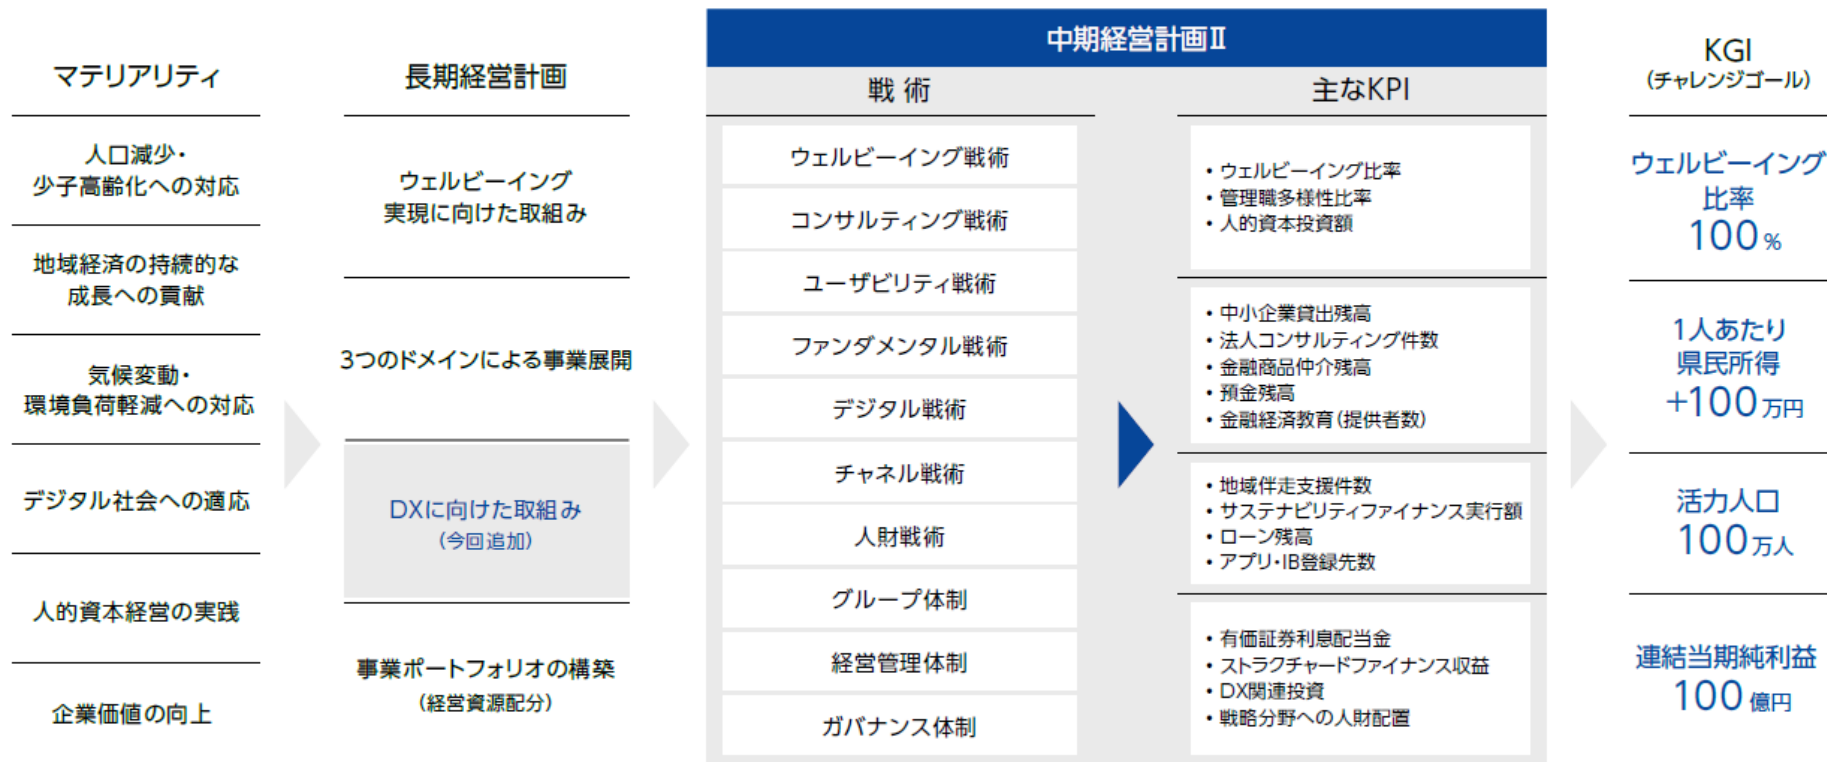 マテリアリティ
人口減少・
少子高齢化への対応
地域経済の持続的な
成長への貢献
気候変動・
環境負荷軽減への対応
デジタル社会への適応
人的資本経営の実践
企業価値の向上
長期経営計画
ウェルビーイング
実現に向けた取組み
3つのドメインによる事業展開
DXに向けた取組み
(今回追加)
事業ポートフォリオの構築
(経営資源配分)
中期経営計画Ⅱ
戦 術
ウェルビーイング戦術
コンサルティング戦術
ユーザビリティ戦術
ファンダメンタル戦術
デジタル戦術
チャネル戦術
人財戦術
グループ体制
経営管理体制
ガバナンス体制
主なKPI
・ウェルビーイング比率
・管理職多様性比率
・人的資本投資額
・中小企業貸出残高
・法人コンサルティング件数
・金融商品仲介残高
・預金残高
・金融経済教育(提供者数)
・地域伴走支援件数
・サステナビリティファイナンス実行額
・ローン残高
・アプリ・IB登録先数
・有価証券利息配当金
・ストラクチャードファイナンス収益
・DX関連投資
・戦略分野への人財配置
KGI
(チャレンジゴール)
ウェルビーイング
比率
100%
1人あたり
県民所得
+100万円
活力人口
100万人
連結当期純利益
100億円